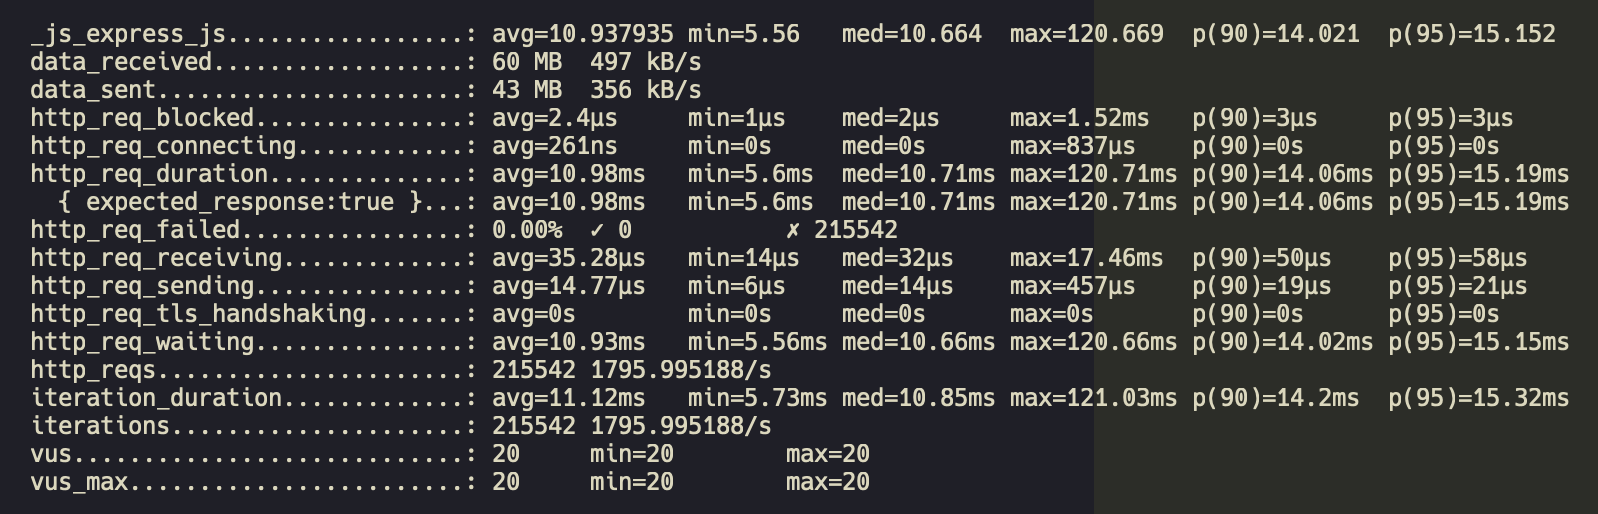 _js_express_js.................: avg=10.937935 min=5.56   med=10.664  max=120.669  p(90)=14.021  p(95)=15.152
data_received..................: 60 MB  497 kB/s
data_sent......................: 43 MB  356 kB/s
http_req_blocked...............: avg=2.4µs     min=1µs    med=2µs     max=1.52ms   p(90)=3µs     p(95)=3µs
http_req_connecting............: avg=261ns     min=0s     med=0s      max=837µs    p(90)=0s      p(95)=0s
http_req_duration..............: avg=10.98ms   min=5.6ms  med=10.71ms max=120.71ms p(90)=14.06ms p(95)=15.19ms
  { expected_response:true }...: avg=10.98ms   min=5.6ms  med=10.71ms max=120.71ms p(90)=14.06ms p(95)=15.19ms
http_req_failed................: 0.00%  ✓ 0           ✗ 215542
http_req_receiving.............: avg=35.28µs   min=14µs   med=32µs    max=17.46ms  p(90)=50µs    p(95)=58µs
http_req_sending...............: avg=14.77µs   min=6µs    med=14µs    max=457µs    p(90)=19µs    p(95)=21µs
http_req_tls_handshaking.......: avg=0s        min=0s     med=0s      max=0s       p(90)=0s      p(95)=0s
http_req_waiting...............: avg=10.93ms   min=5.56ms med=10.66ms max=120.66ms p(90)=14.02ms p(95)=15.15ms
http_reqs......................: 215542 1795.995188/s
iteration_duration.............: avg=11.12ms   min=5.73ms med=10.85ms max=121.03ms p(90)=14.2ms  p(95)=15.32ms
iterations.....................: 215542 1795.995188/s
vus............................: 20     min=20        max=20
vus_max........................: 20     min=20        max=20